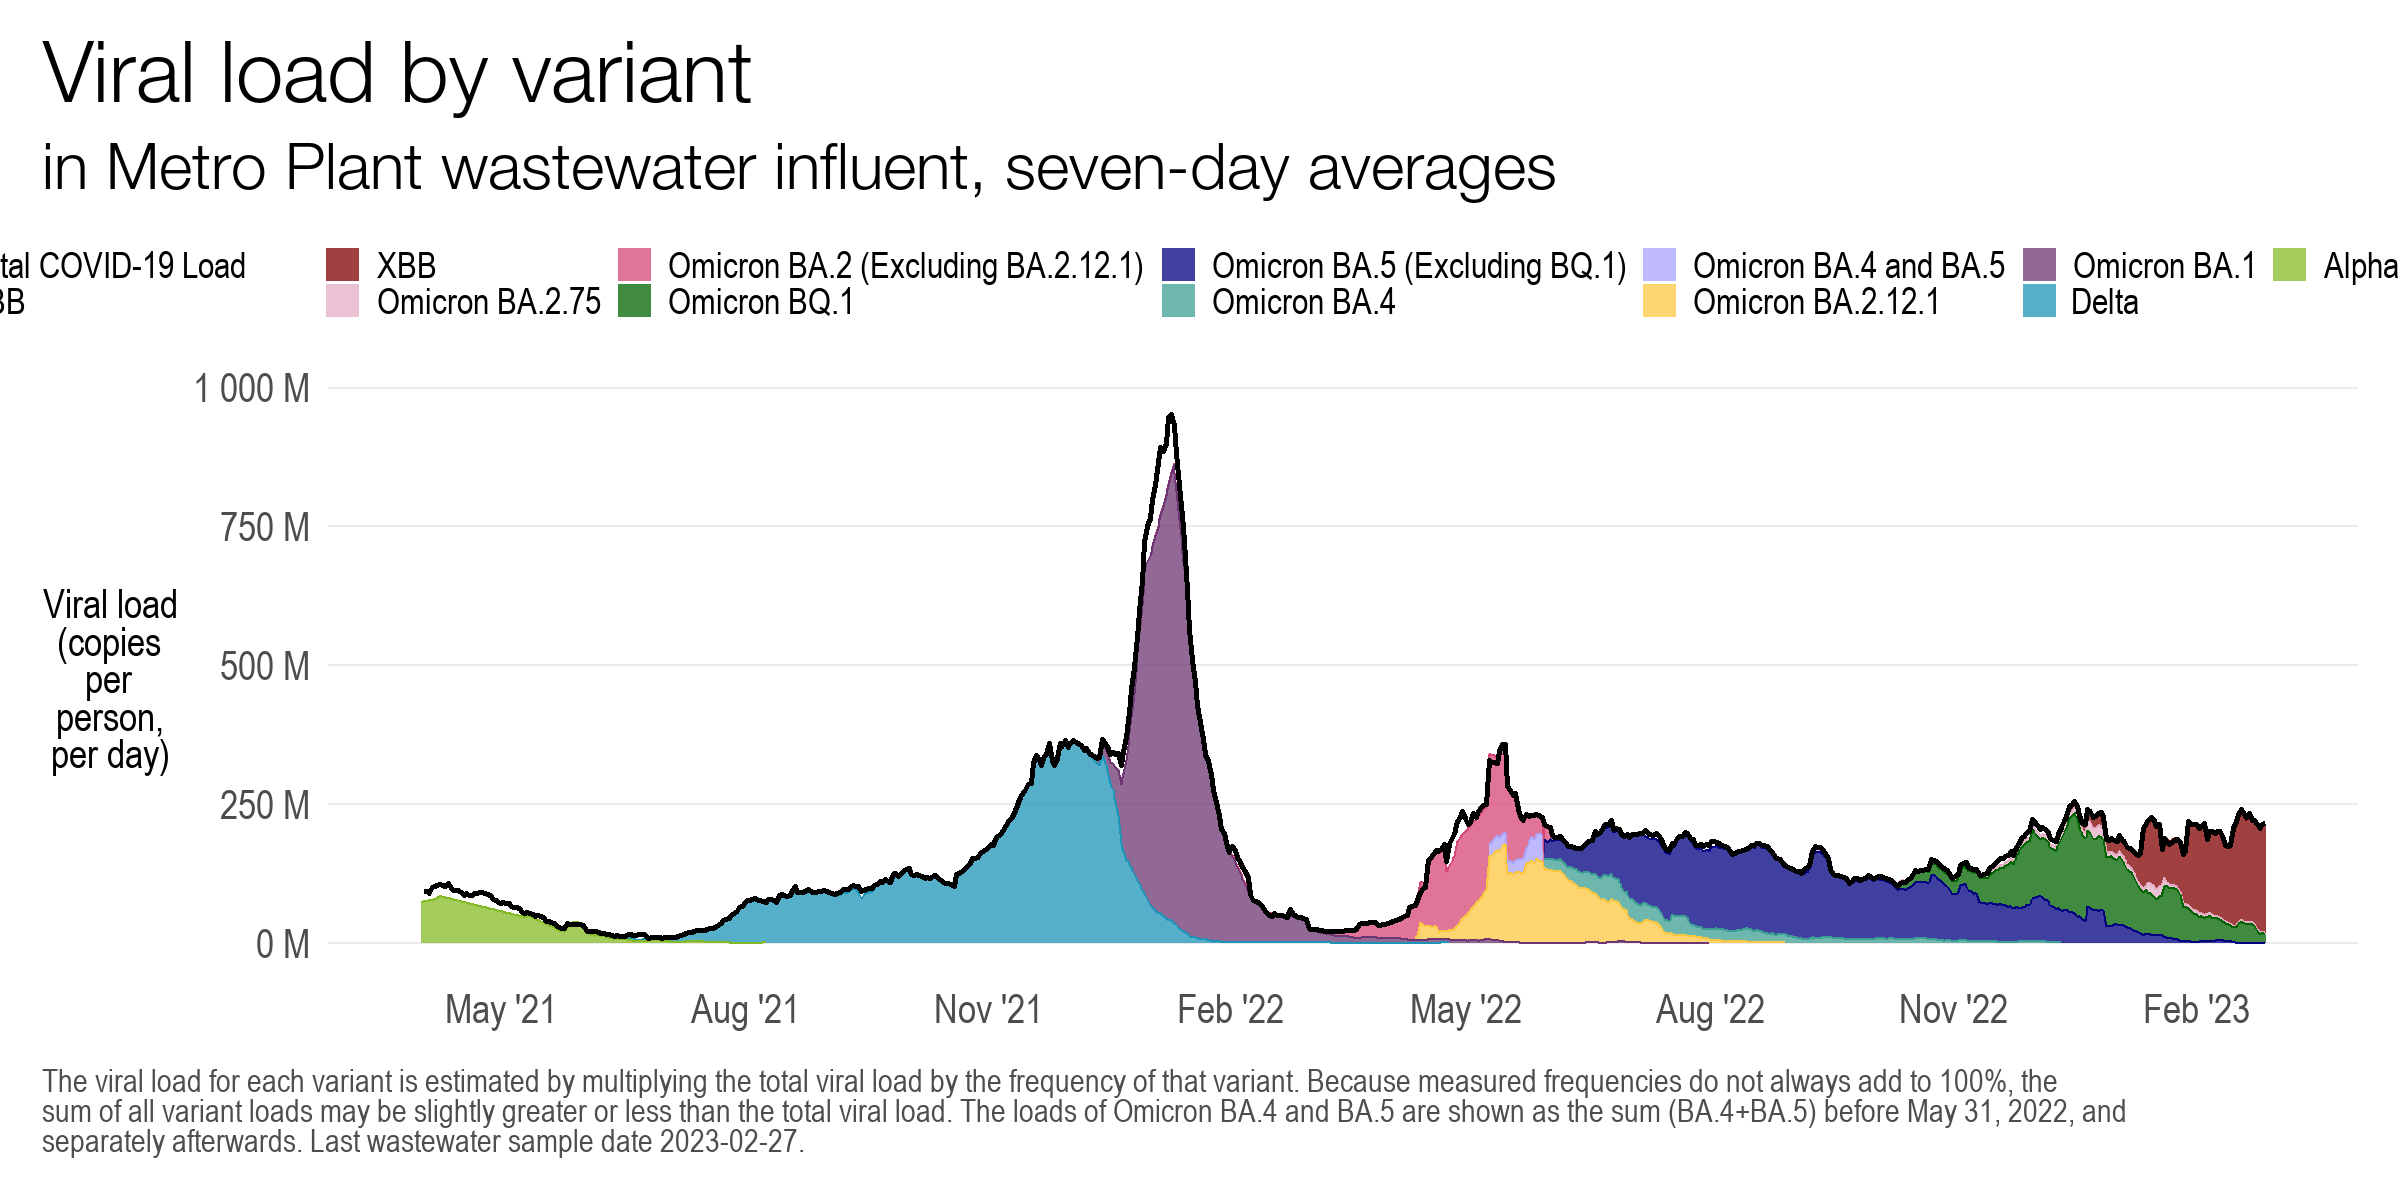 Viral load by variant
in Metro Plant wastewater influent, seven-day averages
tal COVID-19 Load XBB Omicron BA.2 (Excluding BA.2.12.1) Omicron BA.5 (Excluding BQ.1) Omicron BA.4 and BA.5 Omicron BA.1 Alpha
BB Omicron BA.2.75 Omicron BQ.1 Omicron BA.4 Omicron BA.2.12.1 Delta
1 000 M
750 M
500 M
250 M
0 M
Viral load
(copies
per
person,
per day)
May '21 Aug '21 Nov '21 Feb '22 May '22 Aug '22 Nov '22 Feb '23
The viral load for each variant is estimated by multiplying the total viral load by the frequency of that variant. Because measured frequencies do not always add to 100%, the
sum of all variant loads may be slightly greater or less than the total viral load. The loads of Omicron BA.4 and BA.5 are shown as the sum (BA.4+BA.5) before May 31, 2022, and
separately afterwards. Last wastewater sample date 2023-02-27.